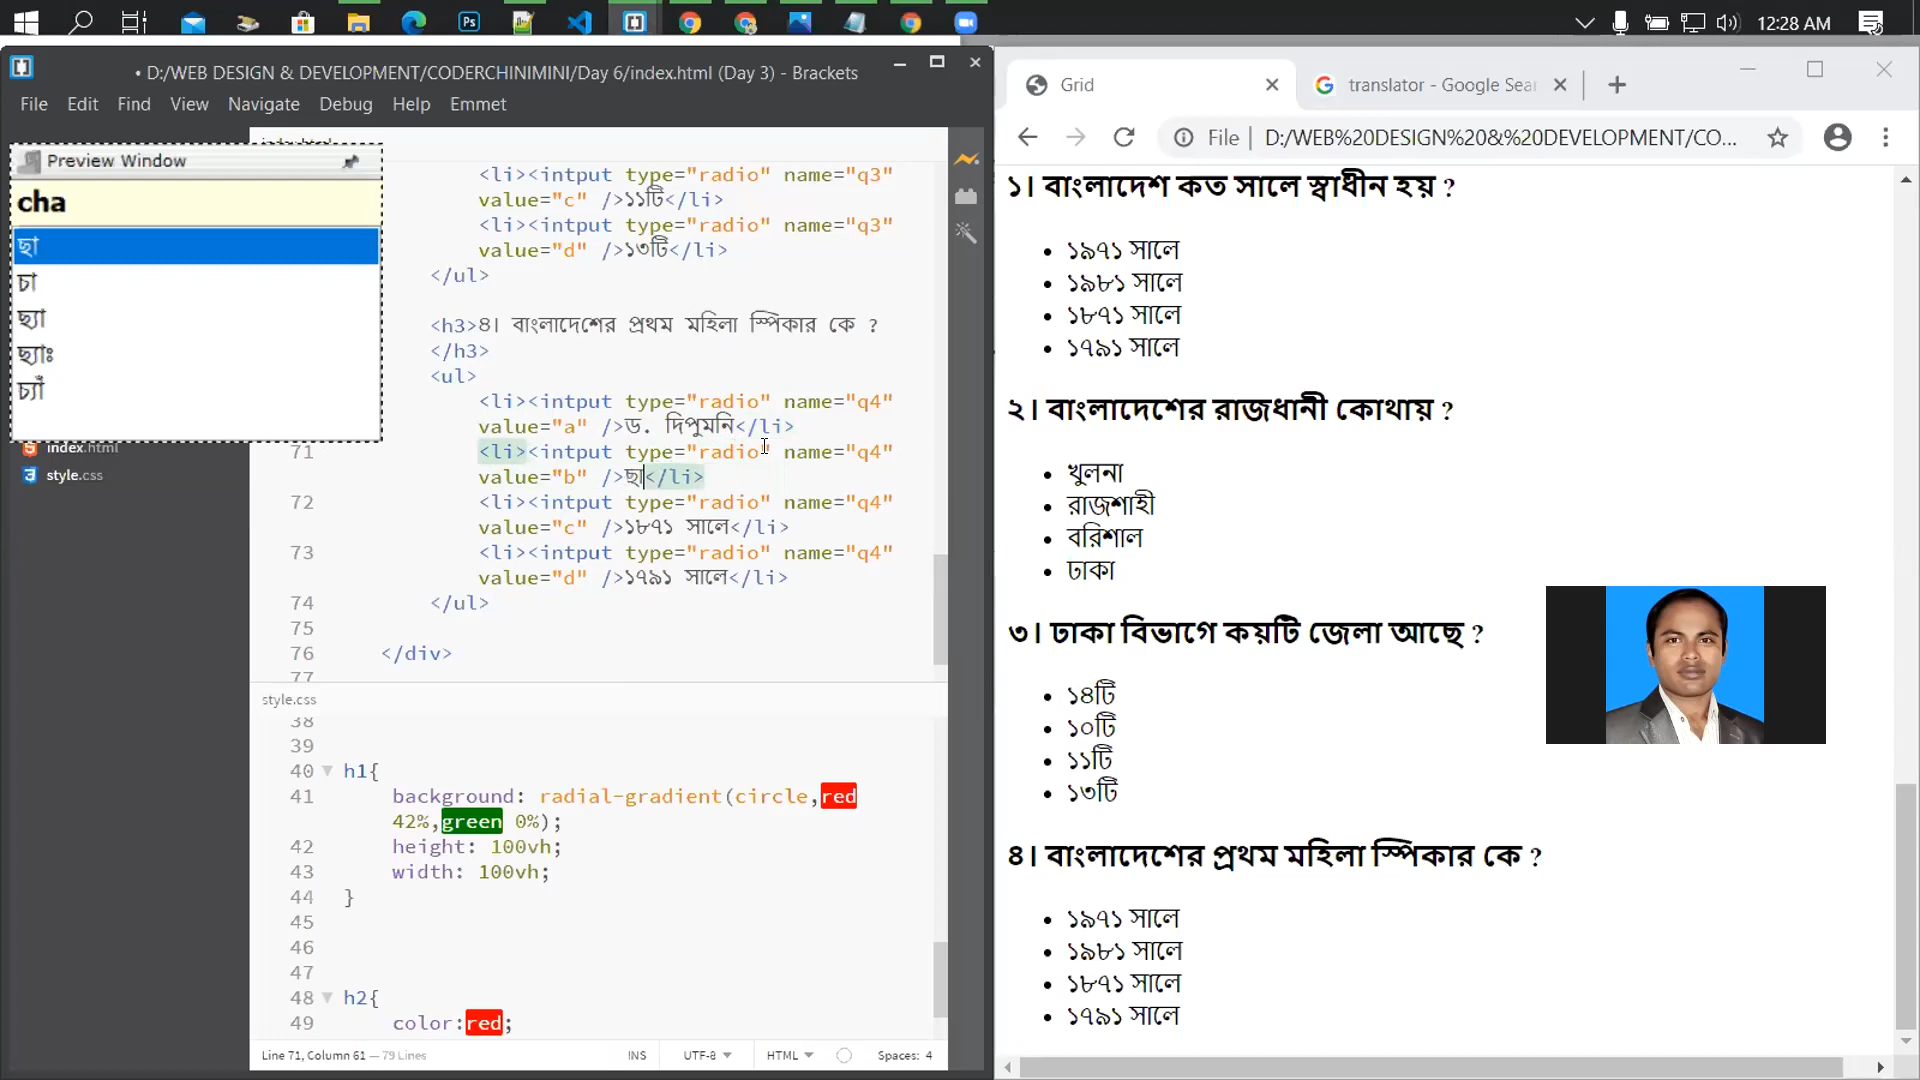 12:28 AM
• D:/WEB DESIGN & DEVELOPMENT/CODERCHINIMINI/Day 6/index.html (Day 3) - Brackets
File Edit Find View Navigate Debug Help Emmet
Preview Window
cha
ছা
চা
ছ্যা
ছ্যাঃ
চ্যাঁ
index.html
style.css
<li><intput type="radio" name="q3"
value="c" />১১টি</li>
<li><intput type="radio" name="q3"
value="d" />১৩টি</li>
</ul>
<h3>৪। বাংলাদেশের প্রথম মহিলা স্পিকার কে ?
</h3>
<ul>
<li><intput type="radio" name="q4"
value="a" />ড. দিপুমনি</li>
71 <li><intput type="radio" name="q4"
value="b" />ছা</li>
72 <li><intput type="radio" name="q4"
value="c" />১৮৭১ সালে</li>
73 <li><intput type="radio" name="q4"
value="d" />১৭৯১ সালে</li>
74 </ul>
75
76 </div>
77
style.css
38
39
40 h1{
41 background: radial-gradient(circle,red
42%,green 0%);
42 height: 100vh;
43 width: 100vh;
44 }
45
46
47
48 h2{
49 color:red;
Line 71, Column 61 — 79 Lines
INS UTF-8 HTML Spaces: 4
Grid
translator - Google Sear
File | D:/WEB%20DESIGN%20&%20DEVELOPMENT/CO...
১। বাংলাদেশ কত সালে স্বাধীন হয় ?
• ১৯৭১ সালে
• ১৯৮১ সালে
• ১৮৭১ সালে
• ১৭৯১ সালে
২। বাংলাদেশের রাজধানী কোথায় ?
• খুলনা
• রাজশাহী
• বরিশাল
• ঢাকা
৩। ঢাকা বিভাগে কয়টি জেলা আছে ?
• ১৪টি
• ১০টি
• ১১টি
• ১৩টি
৪। বাংলাদেশের প্রথম মহিলা স্পিকার কে ?
• ১৯৭১ সালে
• ১৯৮১ সালে
• ১৮৭১ সালে
• ১৭৯১ সালে